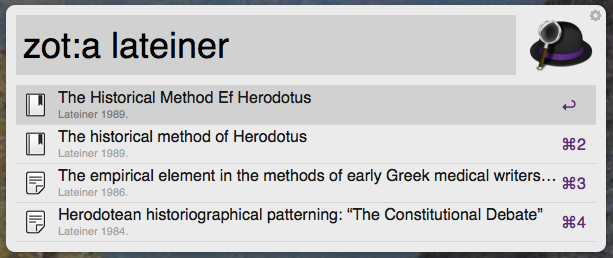 zot:a lateiner
The Historical Method Ef Herodotus
Lateiner 1989.
↩
The historical method of Herodotus
Lateiner 1989.
⌘2
The empirical element in the methods of early Greek medical writers…
Lateiner 1986.
⌘3
Herodotean historiographical patterning: “The Constitutional Debate”
Lateiner 1984.
⌘4